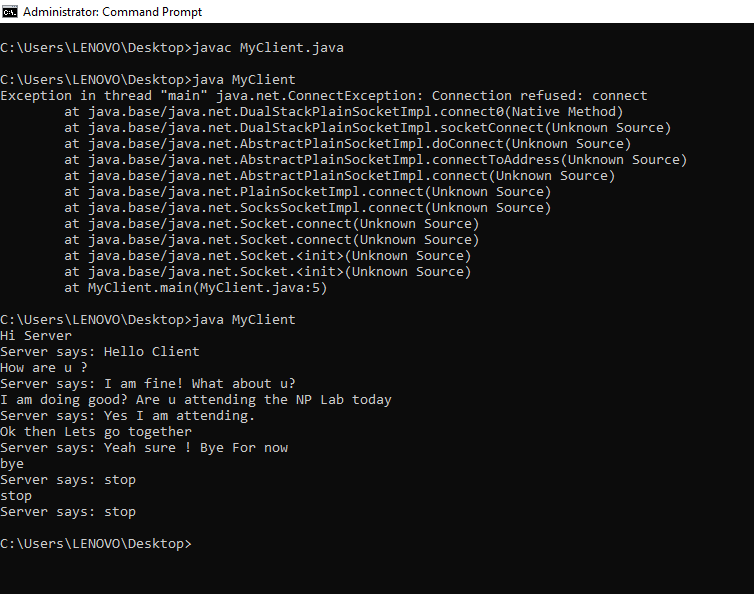 Administrator: Command Prompt
C:\Users\LENOVO\Desktop>javac MyClient.java
C:\Users\LENOVO\Desktop>java MyClient
Exception in thread "main" java.net.ConnectException: Connection refused: connect
        at java.base/java.net.DualStackPlainSocketImpl.connect0(Native Method)
        at java.base/java.net.DualStackPlainSocketImpl.socketConnect(Unknown Source)
        at java.base/java.net.AbstractPlainSocketImpl.doConnect(Unknown Source)
        at java.base/java.net.AbstractPlainSocketImpl.connectToAddress(Unknown Source)
        at java.base/java.net.AbstractPlainSocketImpl.connect(Unknown Source)
        at java.base/java.net.PlainSocketImpl.connect(Unknown Source)
        at java.base/java.net.SocksSocketImpl.connect(Unknown Source)
        at java.base/java.net.Socket.connect(Unknown Source)
        at java.base/java.net.Socket.connect(Unknown Source)
        at java.base/java.net.Socket.<init>(Unknown Source)
        at java.base/java.net.Socket.<init>(Unknown Source)
        at MyClient.main(MyClient.java:5)
C:\Users\LENOVO\Desktop>java MyClient
Hi Server
Server says: Hello Client
How are u ?
Server says: I am fine! What about u?
I am doing good? Are u attending the NP Lab today
Server says: Yes I am attending.
Ok then Lets go together
Server says: Yeah sure ! Bye For now
bye
Server says: stop
stop
Server says: stop
C:\Users\LENOVO\Desktop>